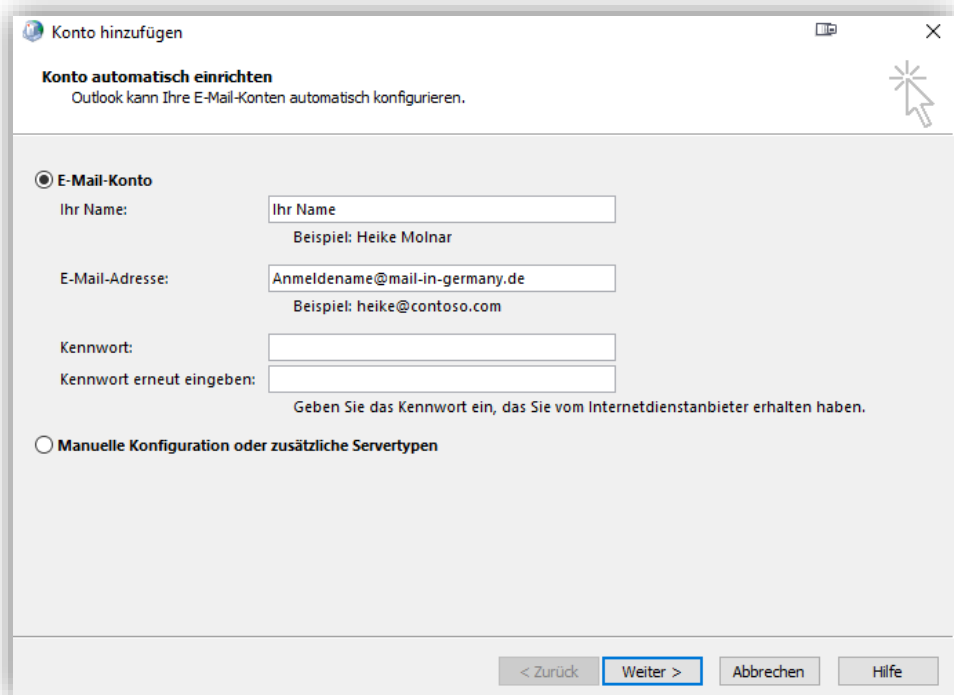 Konto hinzufügen
Konto automatisch einrichten
Outlook kann Ihre E-Mail-Konten automatisch konfigurieren.
E-Mail-Konto
Ihr Name: Ihr Name
Beispiel: Heike Molnar
E-Mail-Adresse: Anmeldename@mail-in-germany.de
Beispiel: heike@contoso.com
Kennwort:
Kennwort erneut eingeben:
Geben Sie das Kennwort ein, das Sie vom Internetdienstanbieter erhalten haben.
Manuelle Konfiguration oder zusätzliche Servertypen
< Zurück Weiter > Abbrechen Hilfe